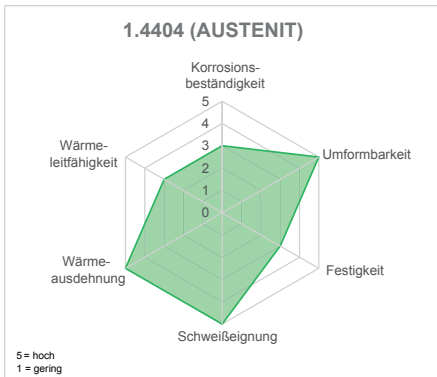 1.4404 (AUSTENIT)
Korrosions-
beständigkeit
5
4
3
2
1
0
Umformbarkeit
Festigkeit
Schweißeignung
Wärme-
ausdehnung
Wärme-
leitfähigkeit
5 = hoch
1 = gering